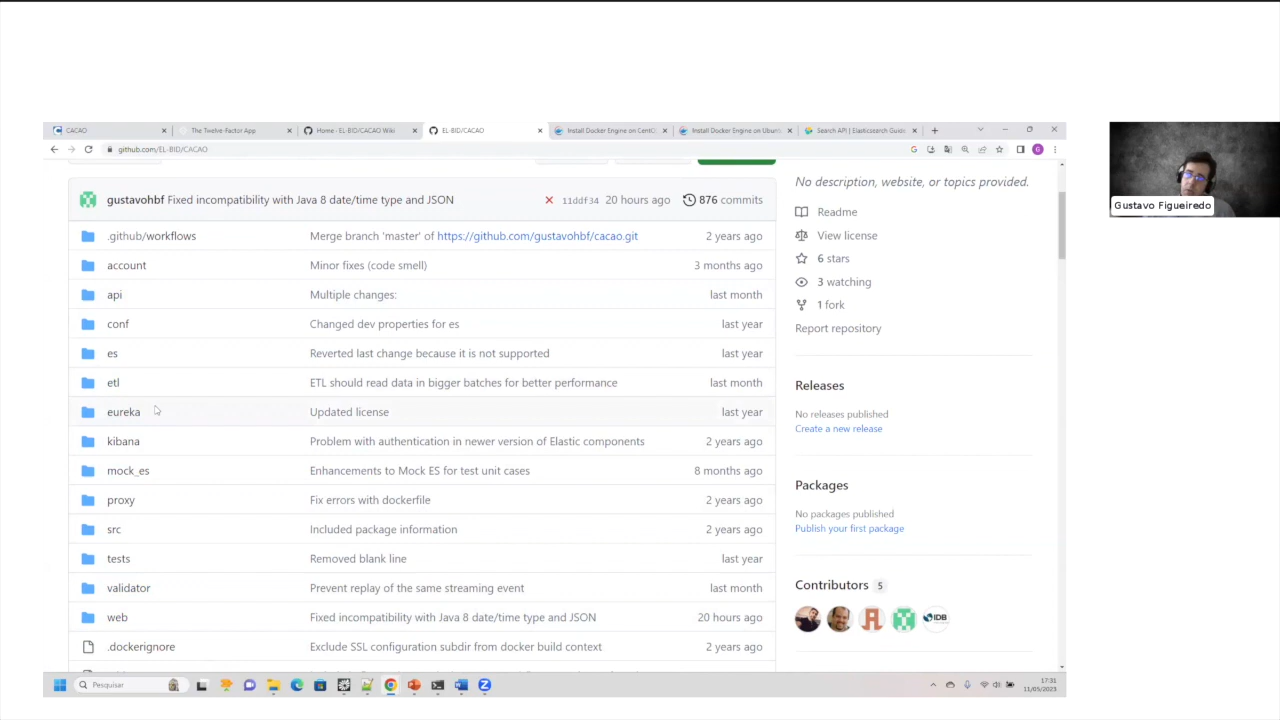 CACAO
The Twelve-Factor App
Home - EL-BID/CACAO Wiki
EL-BID/CACAO
Install Docker Engine on CentO
Install Docker Engine on Ubuntu
Search API | Elasticsearch Guide
github.com/EL-BID/CACAO
gustavohbf Fixed incompatibility with Java 8 date/time type and JSON 11ddf34 20 hours ago 876 commits
.github/workflows Merge branch 'master' of https://github.com/gustavohbf/cacao.git 2 years ago
account Minor fixes (code smell) 3 months ago
api Multiple changes: last month
conf Changed dev properties for es last year
es Reverted last change because it is not supported last year
etl ETL should read data in bigger batches for better performance last month
eureka Updated license last year
kibana Problem with authentication in newer version of Elastic components 2 years ago
mock_es Enhancements to Mock ES for test unit cases 8 months ago
proxy Fix errors with dockerfile 2 years ago
src Included package information 2 years ago
tests Removed blank line last year
validator Prevent replay of the same streaming event last month
web Fixed incompatibility with Java 8 date/time type and JSON 20 hours ago
.dockerignore Exclude SSL configuration subdir from docker build context 2 years ago
No description, website, or topics provided.
Readme
View license
6 stars
3 watching
1 fork
Report repository
Releases
No releases published
Create a new release
Packages
No packages published
Publish your first package
Contributors 5
IDB
Gustavo Figueiredo
Pesquisar
17:31
11/05/2023